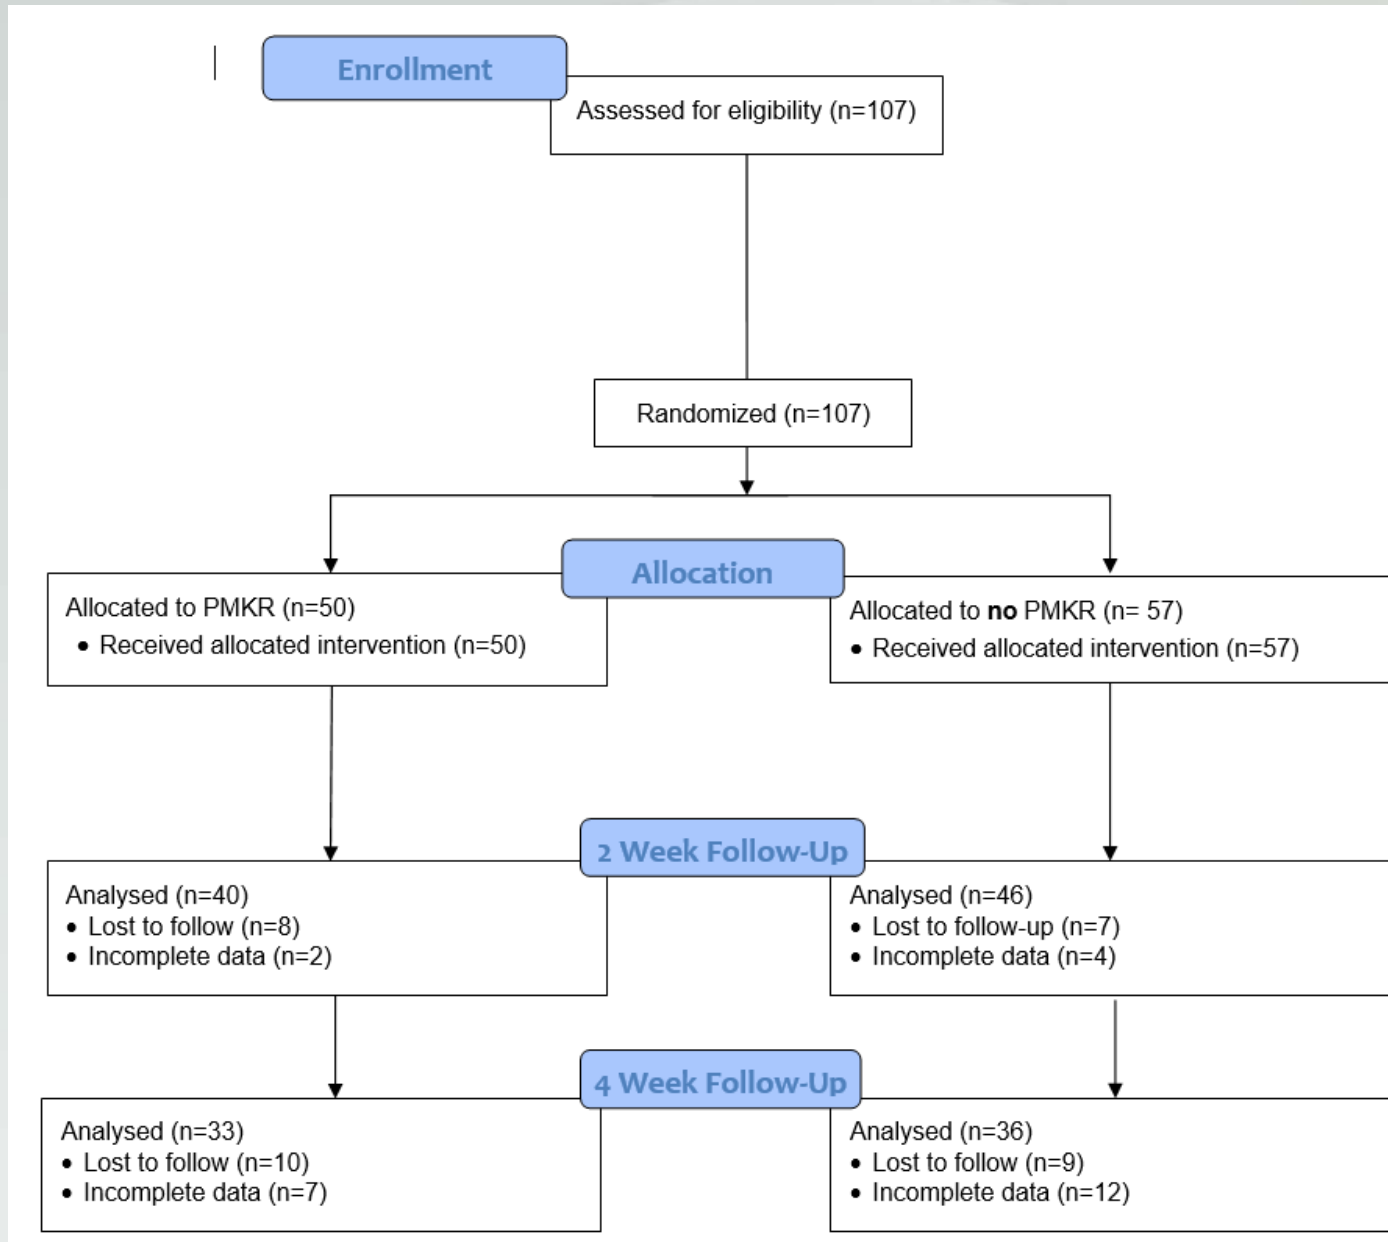 Enrollment
Assessed for eligibility (n=107)
Randomized (n=107)
Allocation
Allocated to PMKR (n=50)
• Received allocated intervention (n=50)
Allocated to no PMKR (n= 57)
• Received allocated intervention (n=57)
2 Week Follow-Up
Analysed (n=40)
• Lost to follow (n=8)
• Incomplete data (n=2)
Analysed (n=46)
• Lost to follow-up (n=7)
• Incomplete data (n=4)
4 Week Follow-Up
Analysed (n=33)
• Lost to follow (n=10)
• Incomplete data (n=7)
Analysed (n=36)
• Lost to follow (n=9)
• Incomplete data (n=12)